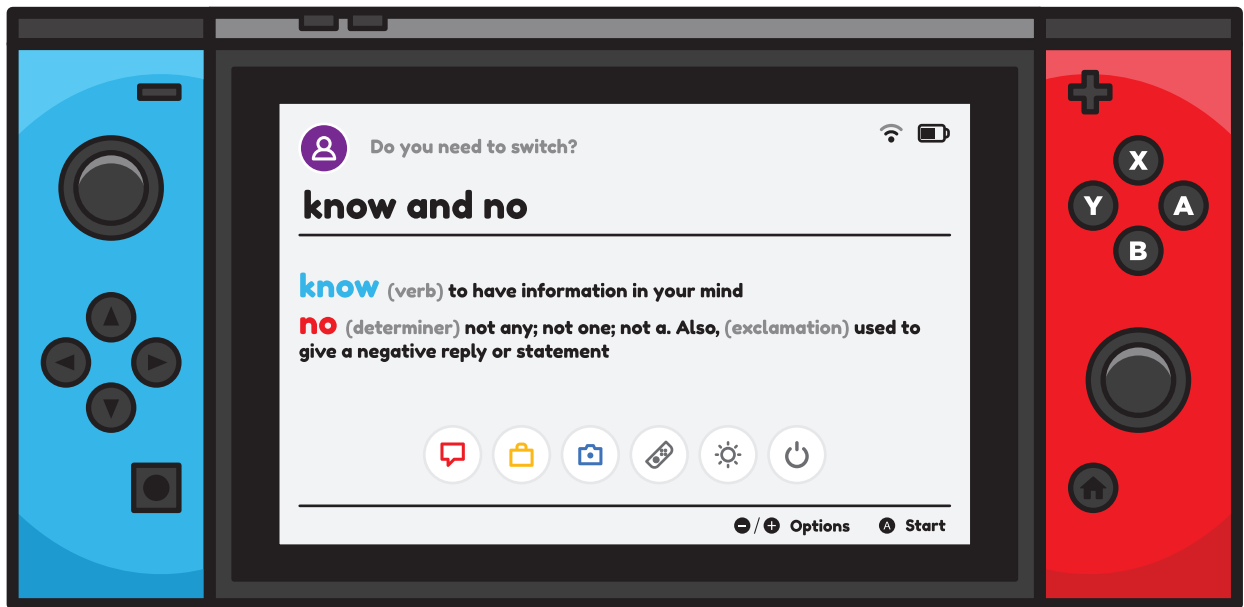 Do you need to switch?
know and no
know (verb) to have information in your mind
no (determiner) not any; not one; not a. Also, (exclamation) used to
give a negative reply or statement
X
Y A
B
/ Options A Start